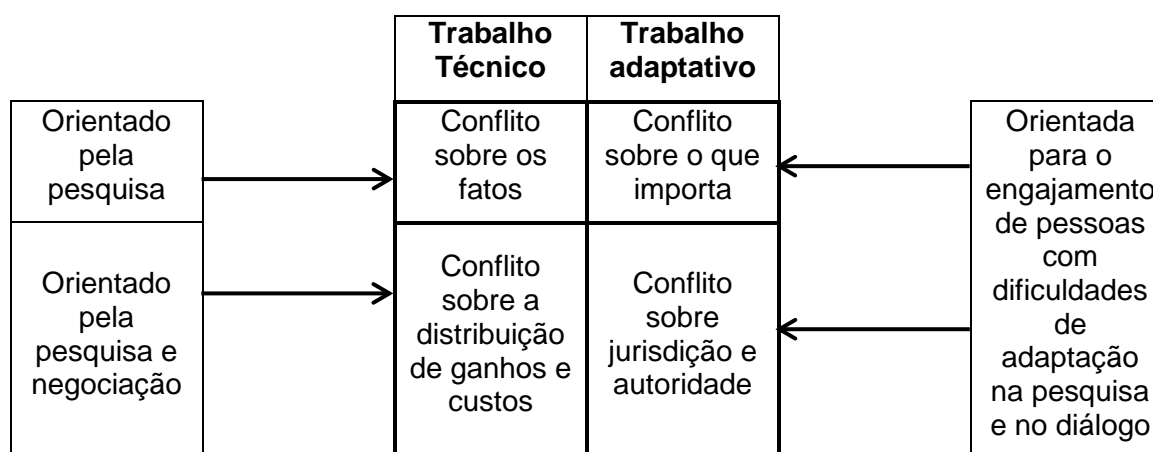 Trabalho
Técnico
Trabalho
adaptativo
Orientado
pela
pesquisa
Conflito
sobre os
fatos
Conflito
sobre o que
importa
Orientada
para o
engajamento
de pessoas
com
dificuldades
de
adaptação
na pesquisa
e no diálogo
Orientado
pela
pesquisa e
negociação
Conflito
sobre a
distribuição
de ganhos e
custos
Conflito
sobre
jurisdição e
autoridade